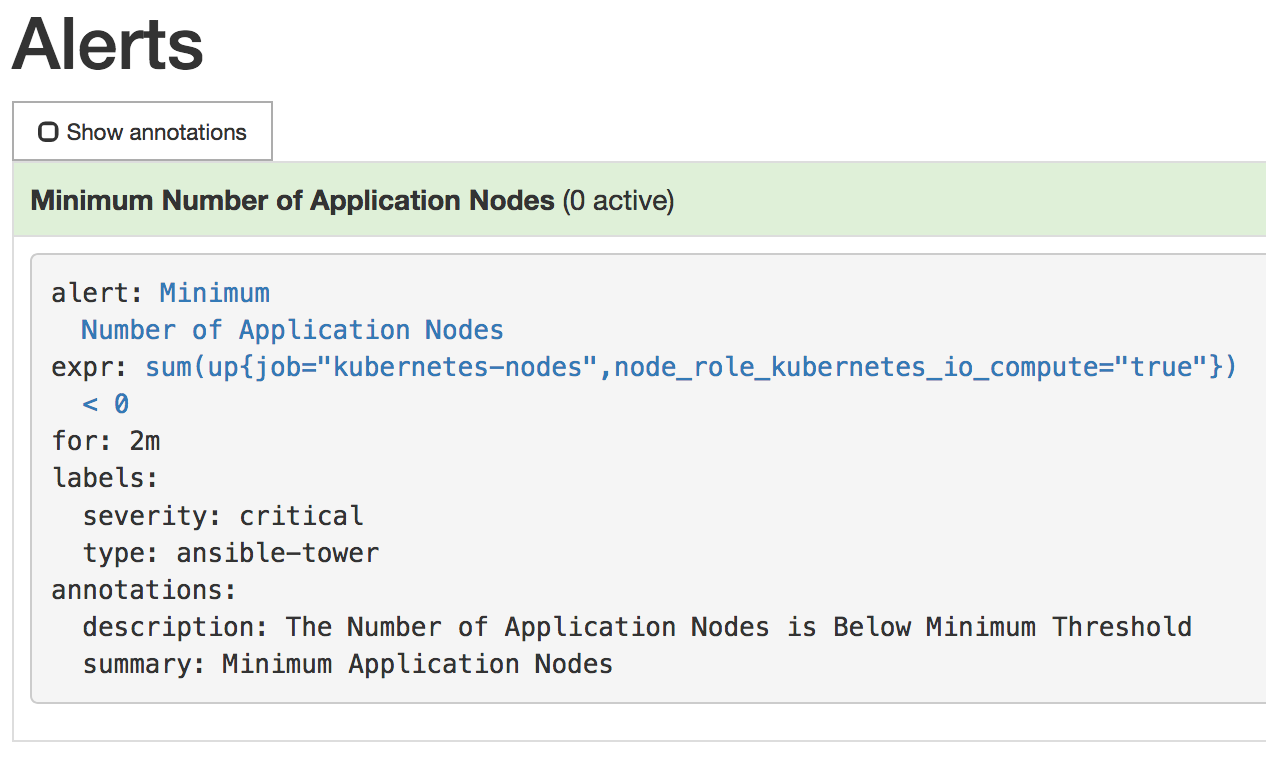 Alerts
Show annotations
Minimum Number of Application Nodes (0 active)
alert: Minimum
  Number of Application Nodes
expr: sum(up{job="kubernetes-nodes",node_role_kubernetes_io_compute="true"})
  < 0
for: 2m
labels:
  severity: critical
  type: ansible-tower
annotations:
  description: The Number of Application Nodes is Below Minimum Threshold
  summary: Minimum Application Nodes